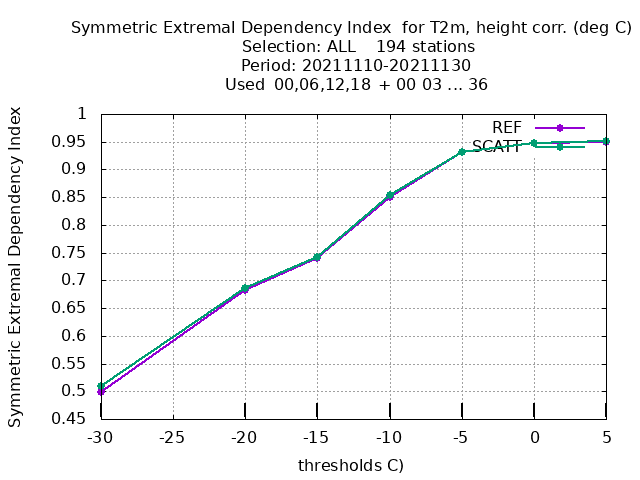 Symmetric Extremal Dependency Index  for T2m, height corr. (deg C)
Selection: ALL    194 stations
Period: 20211110-20211130
Used  00,06,12,18  + 00 03 ... 36
Symmetric Extremal Dependency Index
1
0.95
0.9
0.85
0.8
0.75
0.7
0.65
0.6
0.55
0.5
0.45
REF
SCATT
-30 -25 -20 -15 -10 -5 0 5
thresholds C)